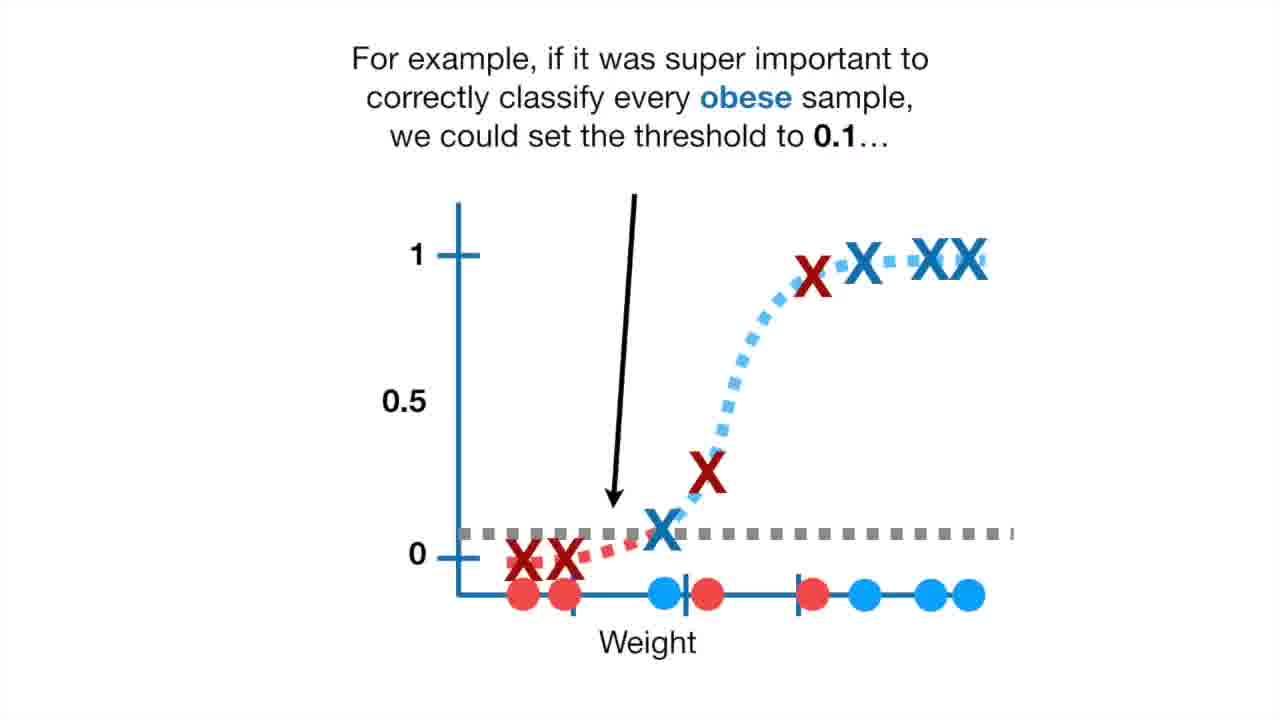 For example, if it was super important to
correctly classify every obese sample,
we could set the threshold to 0.1...
1
0.5
0
X X X X X X X X
Weight